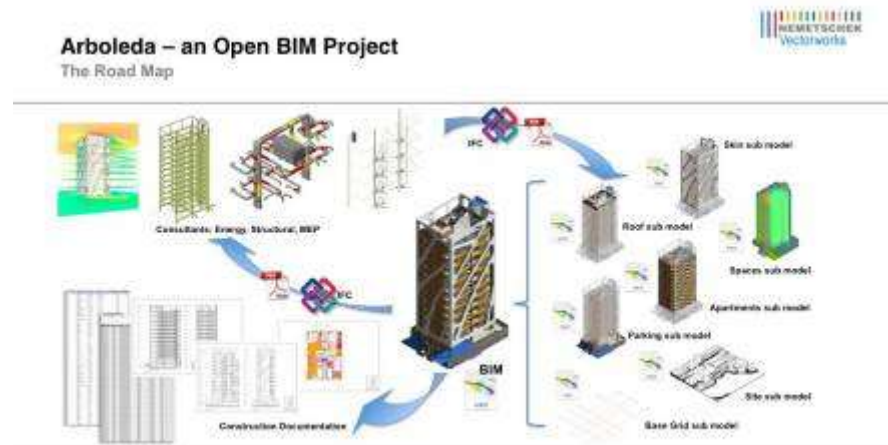 Arboleda – an Open BIM Project
The Road Map
NEMETSCHEK
Vectorworks
IFC
Skin sub model
Roof sub model
Consultants: Energy, Structural, MEP
Spaces sub model
IFC
Apartments sub model
Parking sub model
BIM
Site sub model
Construction Documentation
Base Grid sub model